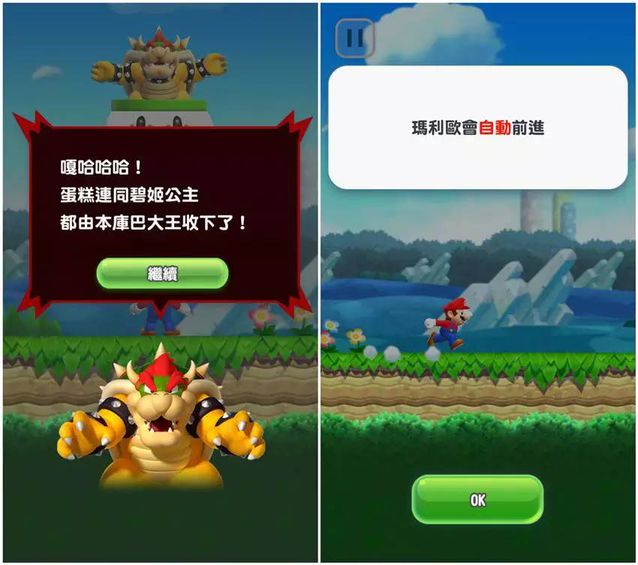 嘎哈哈哈！
蛋糕連同碧姬公主
都由本庫巴大王收下了！
繼續
瑪利歐會自動前進
OK